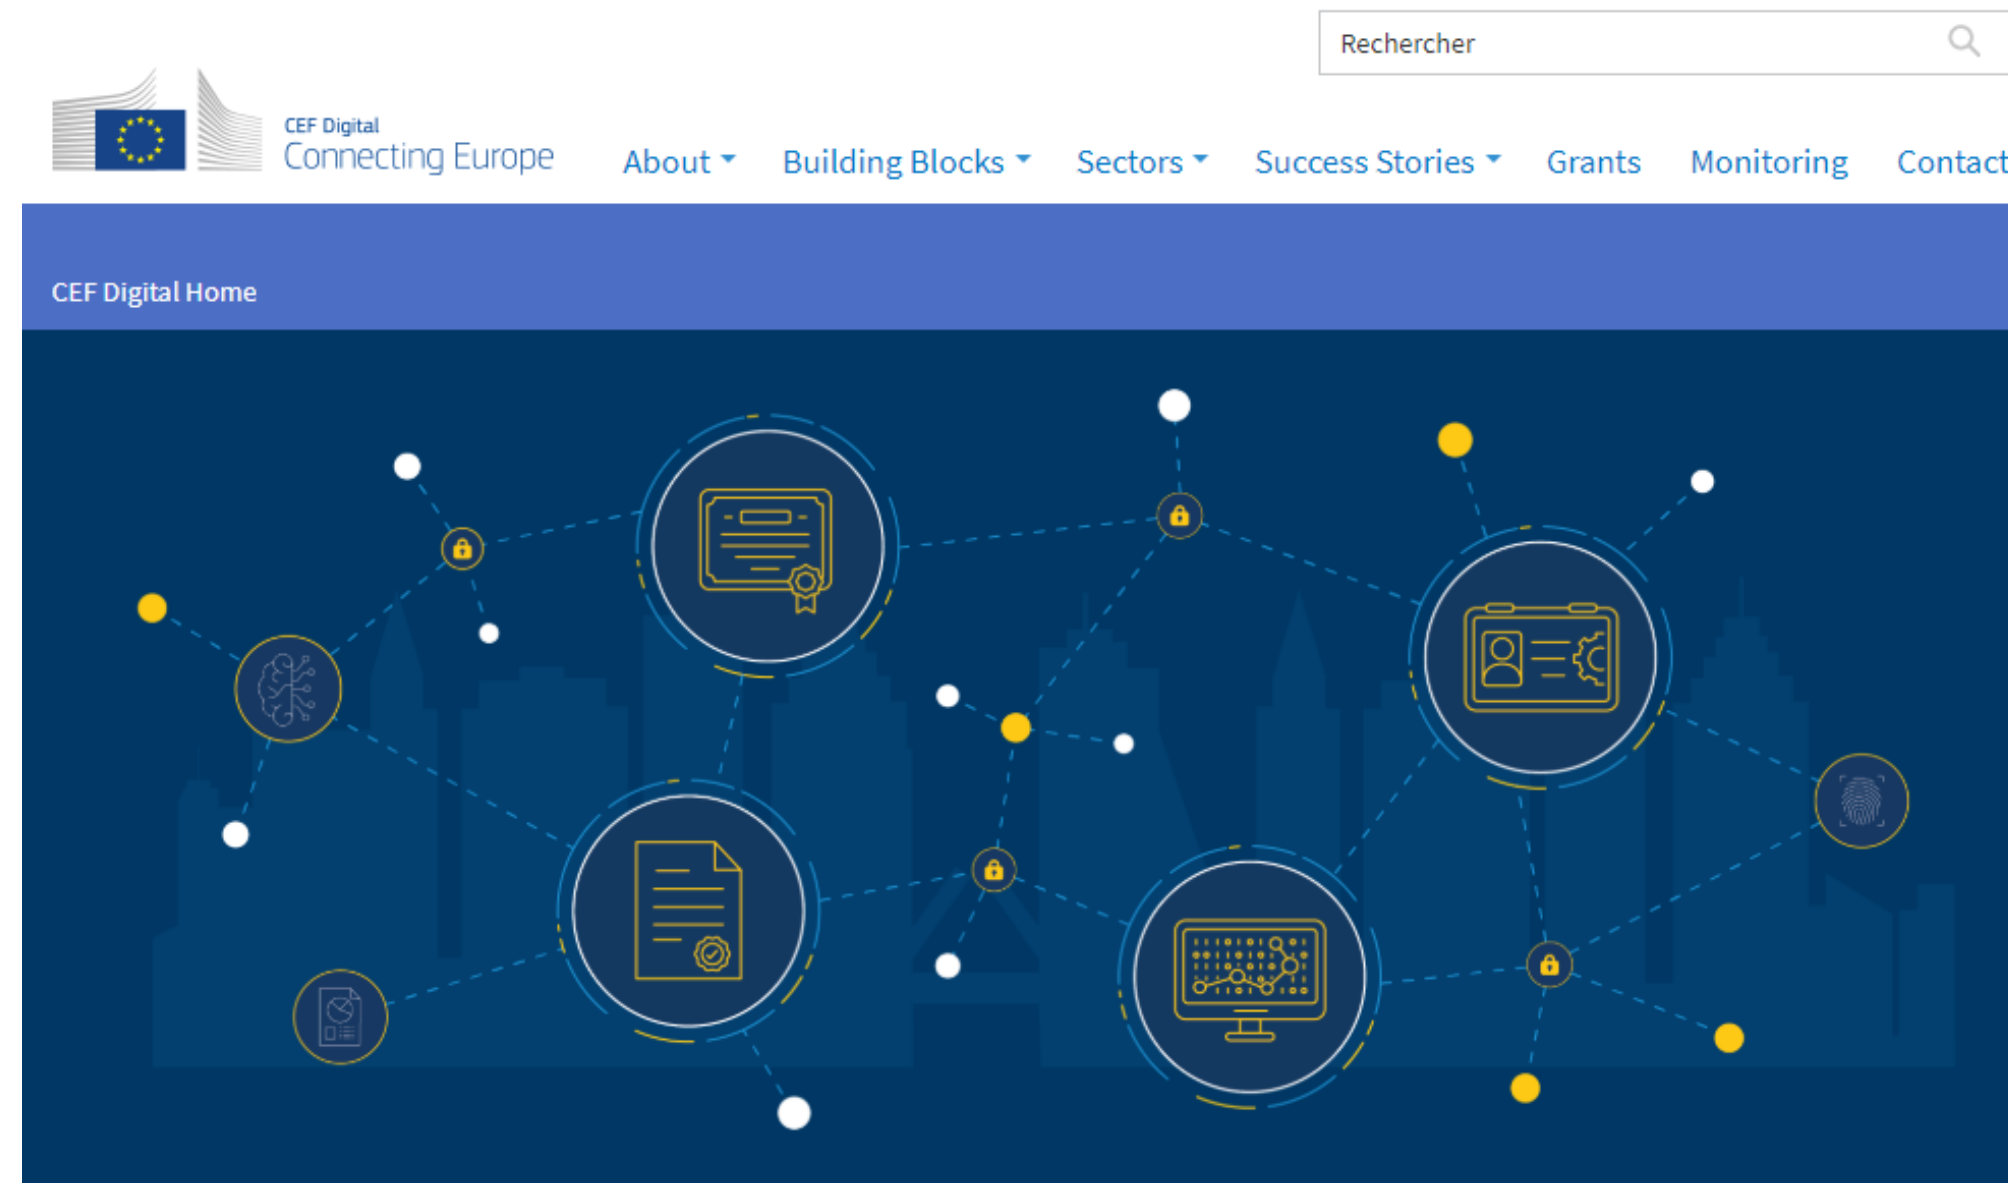 Rechercher
CEF Digital
Connecting Europe
About Building Blocks Sectors Success Stories Grants Monitoring Contact
CEF Digital Home